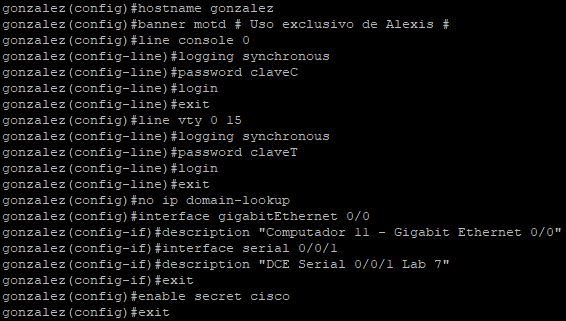 gonzalez(config)#hostname gonzalez
gonzalez(config)#banner motd # Uso exclusivo de Alexis #
gonzalez(config)#line console 0
gonzalez(config-line)#logging synchronous
gonzalez(config-line)#password claveC
gonzalez(config-line)#login
gonzalez(config-line)#exit
gonzalez(config)#line vty 0 15
gonzalez(config-line)#logging synchronous
gonzalez(config-line)#password claveT
gonzalez(config-line)#login
gonzalez(config-line)#exit
gonzalez(config)#no ip domain-lookup
gonzalez(config)#interface gigabitEthernet 0/0
gonzalez(config-if)#description "Computador 11 - Gigabit Ethernet 0/0"
gonzalez(config-if)#interface serial 0/0/1
gonzalez(config-if)#description "DCE Serial 0/0/1 Lab 7"
gonzalez(config-if)#exit
gonzalez(config)#enable secret cisco
gonzalez(config)#exit